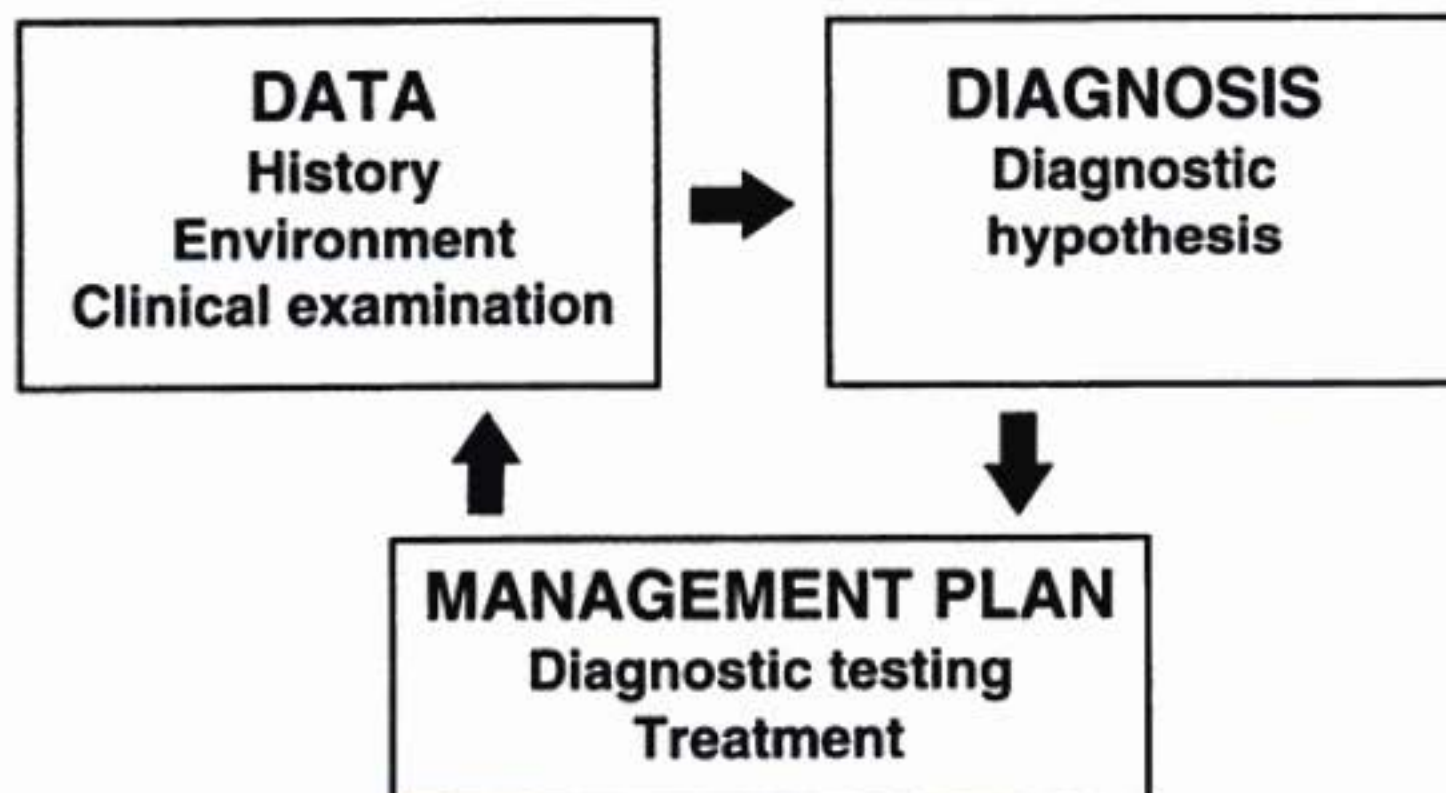 DATA
History
Environment
Clinical examination
DIAGNOSIS
Diagnostic
hypothesis
MANAGEMENT PLAN
Diagnostic testing
Treatment